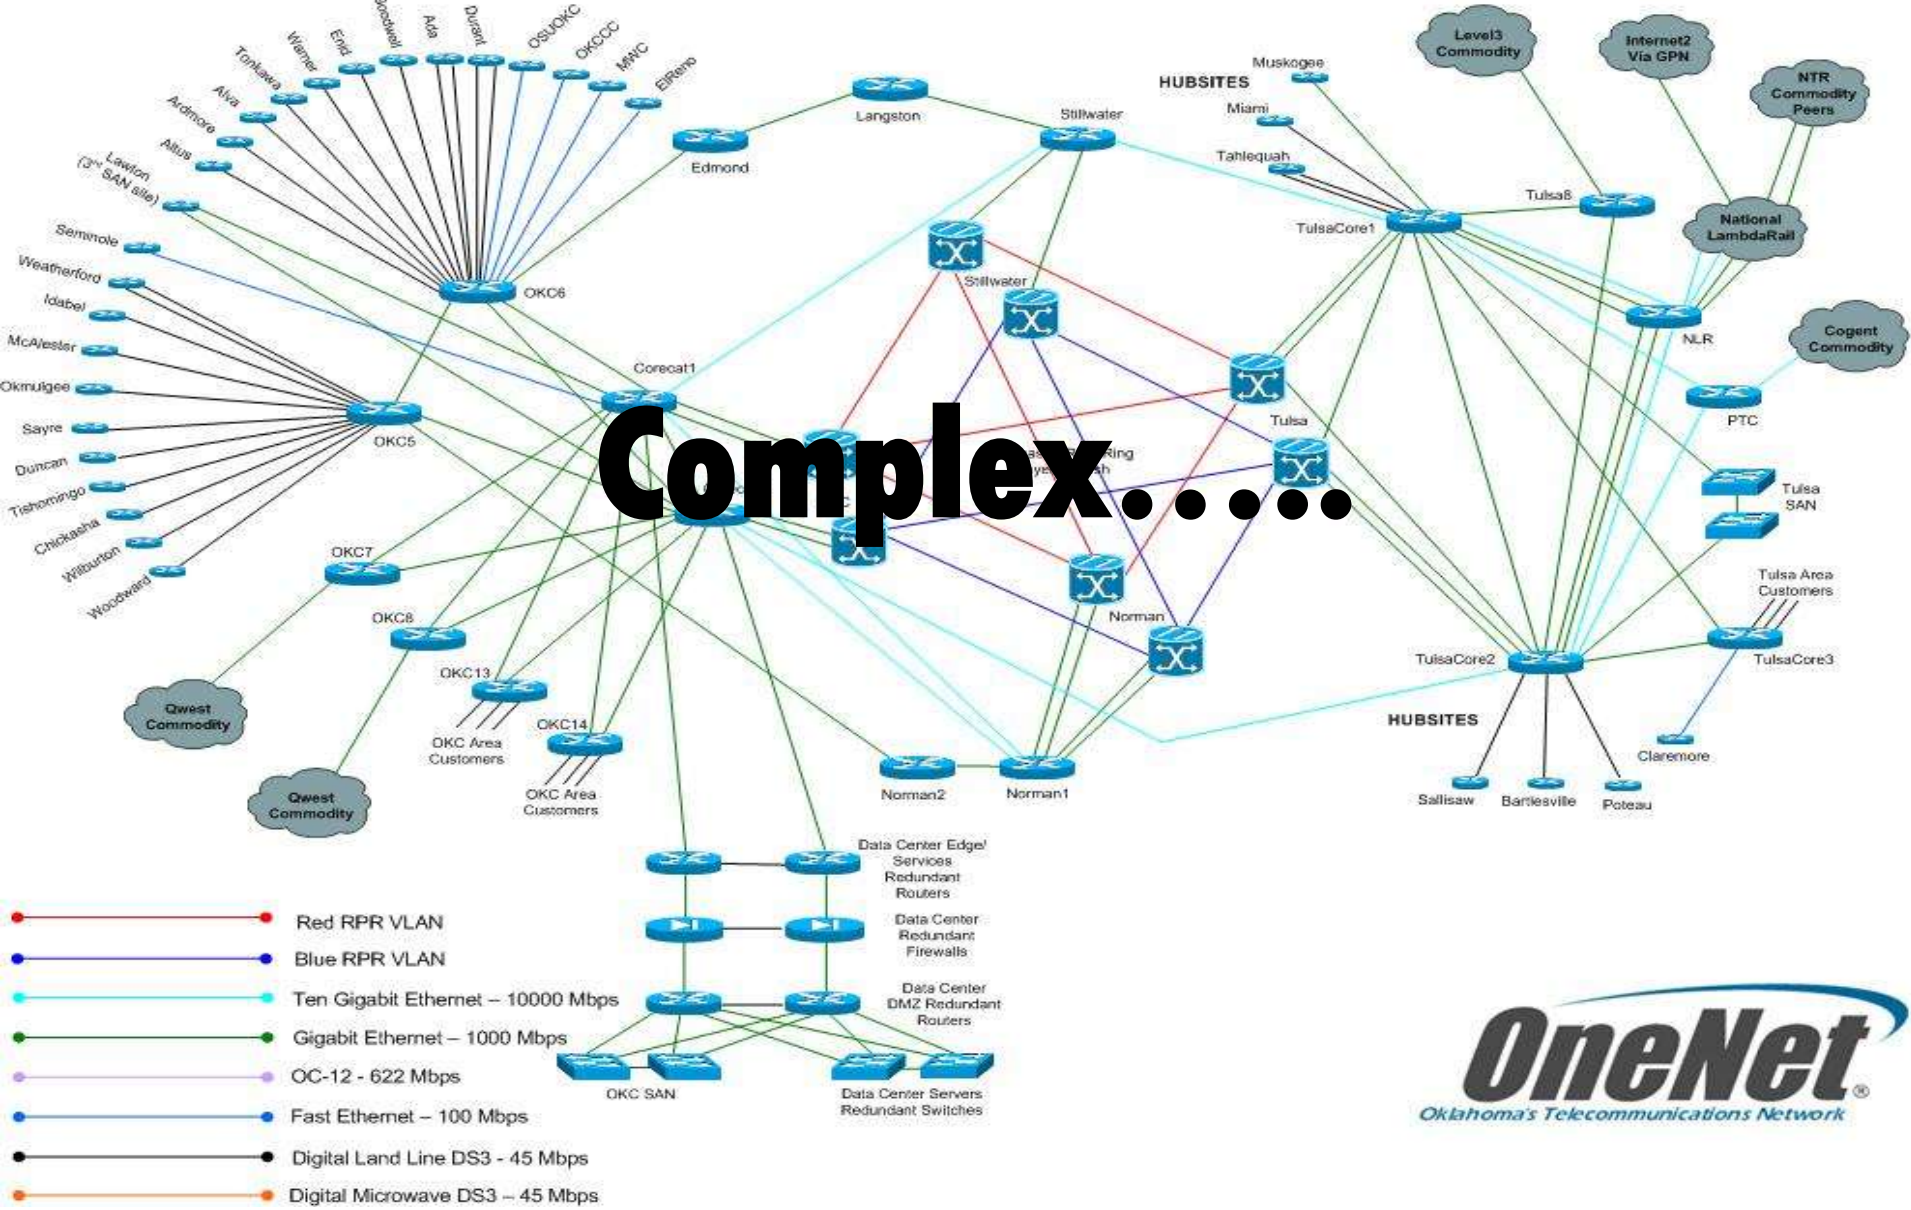 Goodwell
Ada
Durant
OSUOKC
OKCCC
MWC
ElReno
Enid
Warner
Tonkawa
Alva
Ardmore
Altus
Lawton
(3rd SAN site)
Seminole
Weatherford
Idabel
McAlester
Okmulgee
Sayre
Duncan
Tishomingo
Chickasha
Wilburton
Woodward
OKC6
OKC5
Edmond
Langston
Stillwater
Stillwater
Corecat1
Complex.....
Ring
Tulsa
Norman
HUBSITES
Muskogee
Miami
Tahlequah
TulsaCore1
Tulsa8
Level3
Commodity
Internet2
Via GPN
NTR
Commodity
Peers
National
LambdaRail
NLR
Cogent
Commodity
PTC
Tulsa
SAN
Tulsa Area
Customers
TulsaCore3
TulsaCore2
HUBSITES
Claremore
Sallisaw
Bartlesville
Poteau
OKC7
OKC8
OKC13
OKC Area
Customers
OKC14
OKC Area
Customers
Qwest
Commodity
Qwest
Commodity
Norman2
Norman1
Data Center Edge/
Services
Redundant
Routers
Data Center
Redundant
Firewalls
Data Center
DMZ Redundant
Routers
OKC SAN
Data Center Servers
Redundant Switches
Red RPR VLAN
Blue RPR VLAN
Ten Gigabit Ethernet – 10000 Mbps
Gigabit Ethernet – 1000 Mbps
OC-12 - 622 Mbps
Fast Ethernet – 100 Mbps
Digital Land Line DS3 - 45 Mbps
Digital Microwave DS3 – 45 Mbps
OneNet®
Oklahoma's Telecommunications Network